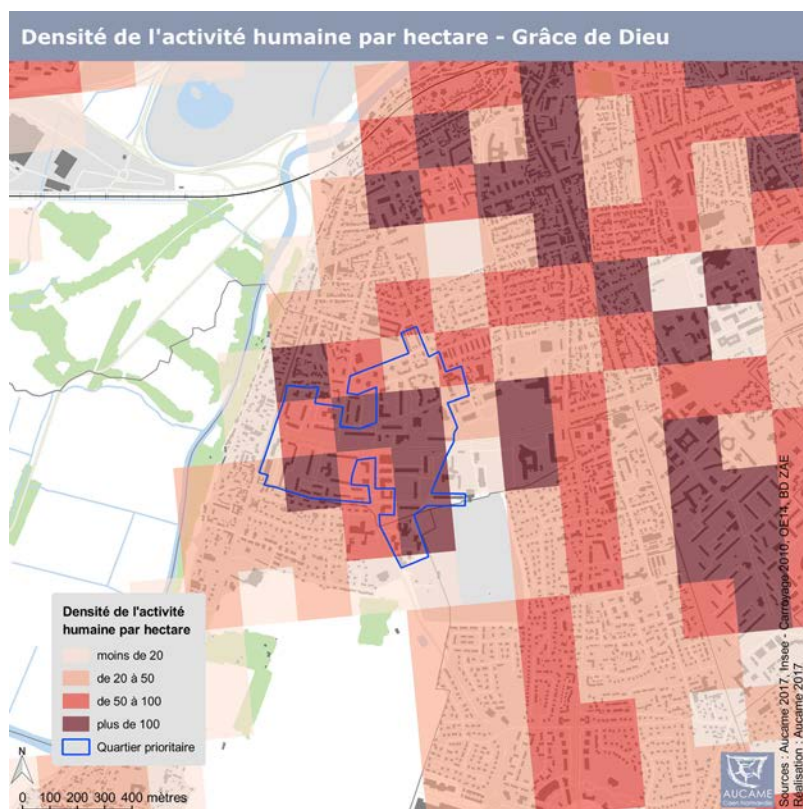 Densité de l'activité humaine par hectare - Grâce de Dieu
Densité de l'activité
humaine par hectare
moins de 20
de 20 à 50
de 50 à 100
plus de 100
Quartier prioritaire
N
0 100 200 300 400 mètres
Sources : Aucame 2017, Insee - Carroyage 2010, OE14, BD ZAE
Réalisation : Aucame 2017
AUCAME
Caen Normandie